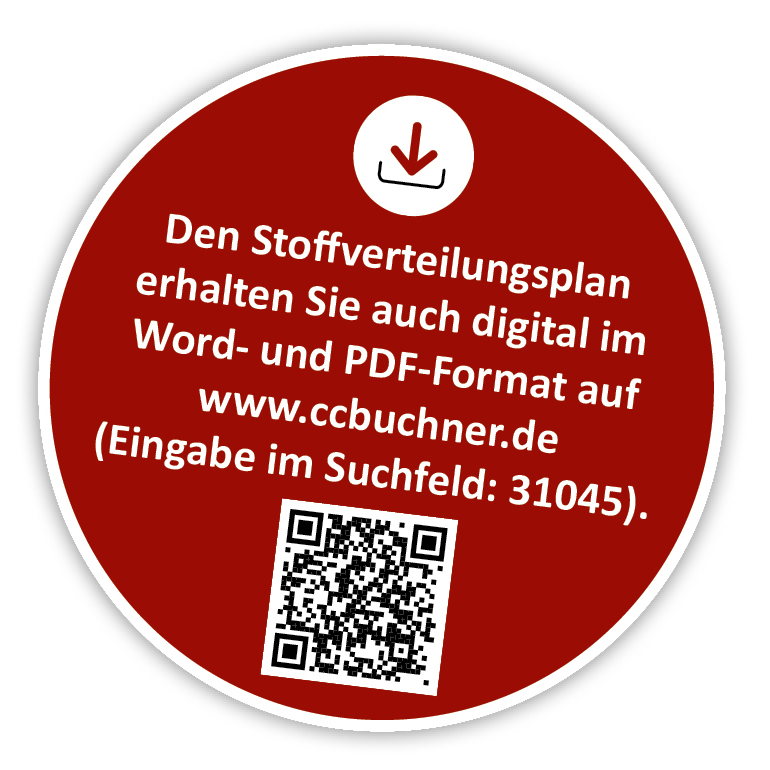 Den Stoffverteilungsplan
erhalten Sie auch digital im
Word- und PDF-Format auf
www.ccbuchner.de
(Eingabe im Suchfeld: 31045).